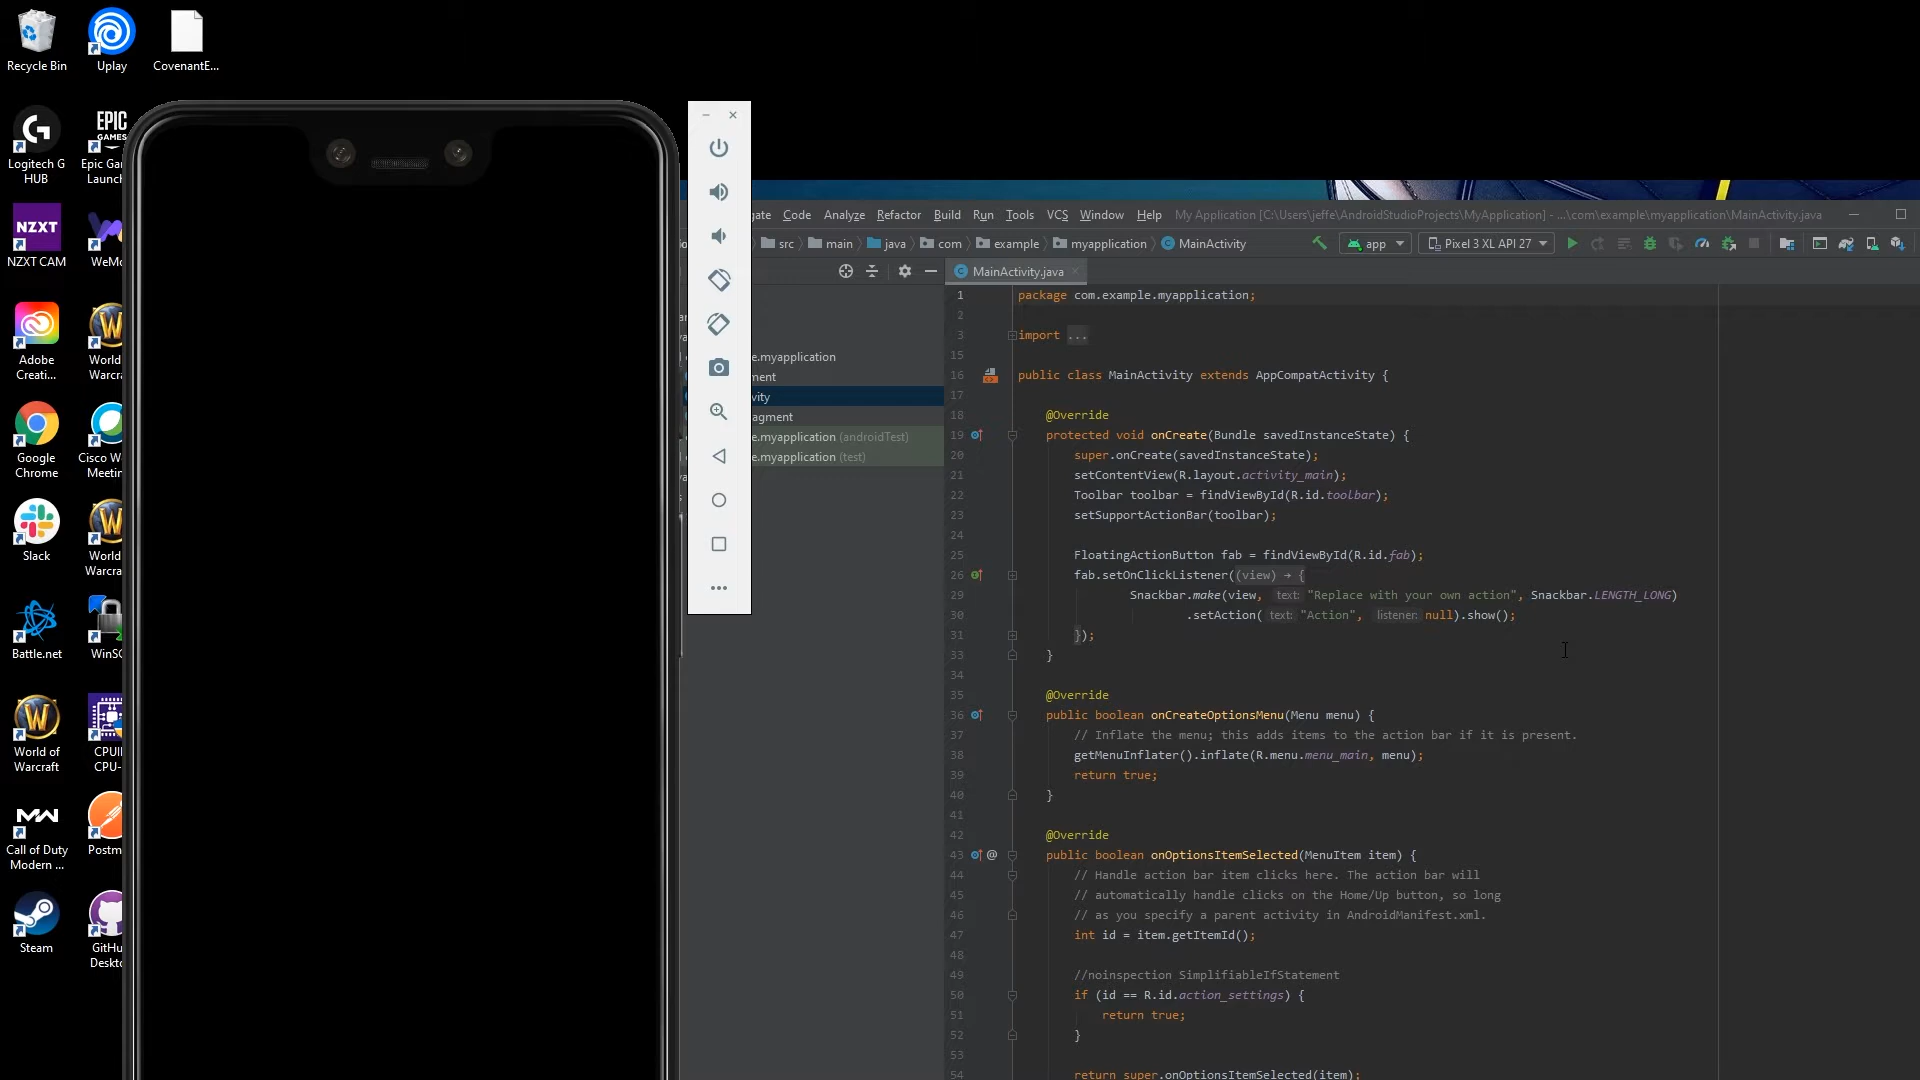 Recycle Bin
Uplay
CovenantE...
Logitech G
HUB
EPIC
GAMES
Epic Ga
Launch
NZXT
NZXT CAM
WeMo
Adobe
Creati...
World
Warcra
Google
Chrome
Cisco W
Meetin
Slack
World
Warcra
Battle.net
WinSC
World of
Warcraft
CPUI
CPU-
Call of Duty
Modern ...
Postm
Steam
GitHu
Deskto
gate Code Analyze Refactor Build Run Tools VCS Window Help My Application [C:\Users\jeffe\AndroidStudioProjects\MyApplication] - ...\com\example\myapplication\MainActivity.java
src main java com example myapplication MainActivity app Pixel 3 XL API 27
MainActivity.java
e.myapplication
ment
vity
agment
e.myapplication (androidTest)
e.myapplication (test)
1 package com.example.myapplication;
2
3 import ...
15
16 public class MainActivity extends AppCompatActivity {
17
18 @Override
19 protected void onCreate(Bundle savedInstanceState) {
20 super.onCreate(savedInstanceState);
21 setContentView(R.layout.activity_main);
22 Toolbar toolbar = findViewById(R.id.toolbar);
23 setSupportActionBar(toolbar);
24
25 FloatingActionButton fab = findViewById(R.id.fab);
26 fab.setOnClickListener((view) → {
29 Snackbar.make(view, text: "Replace with your own action", Snackbar.LENGTH_LONG)
30 .setAction( text: "Action", listener: null).show();
31 });
33 }
34
35 @Override
36 public boolean onCreateOptionsMenu(Menu menu) {
37 // Inflate the menu; this adds items to the action bar if it is present.
38 getMenuInflater().inflate(R.menu.menu_main, menu);
39 return true;
40 }
41
42 @Override
43 @ public boolean onOptionsItemSelected(MenuItem item) {
44 // Handle action bar item clicks here. The action bar will
45 // automatically handle clicks on the Home/Up button, so long
46 // as you specify a parent activity in AndroidManifest.xml.
47 int id = item.getItemId();
48
49 //noinspection SimplifiableIfStatement
50 if (id == R.id.action_settings) {
51 return true;
52 }
53
54 return super.onOptionsItemSelected(item);